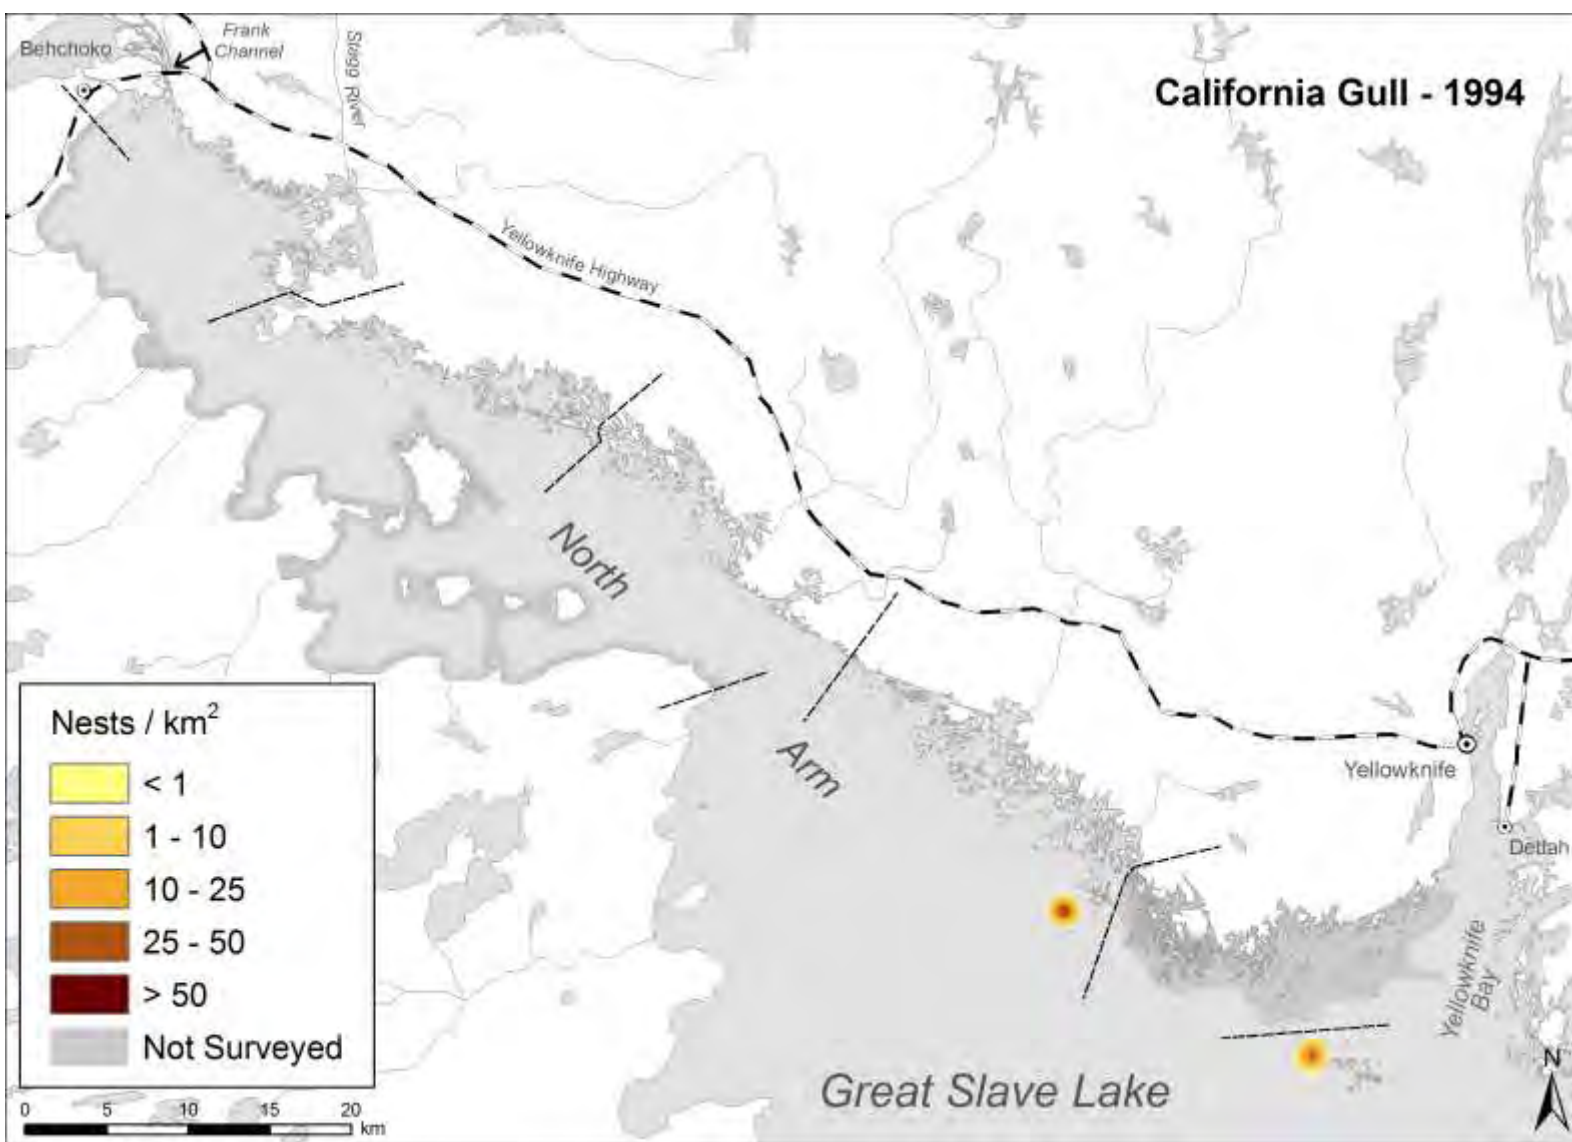 Behchoko
Frank
Channel
Stagg River
California Gull - 1994
Yellowknife Highway
North
Arm
Yellowknife
Dettah
Yellowknife
Bay
Great Slave Lake
N
Nests / km²
< 1
1 - 10
10 - 25
25 - 50
> 50
Not Surveyed
0 5 10 15 20
km